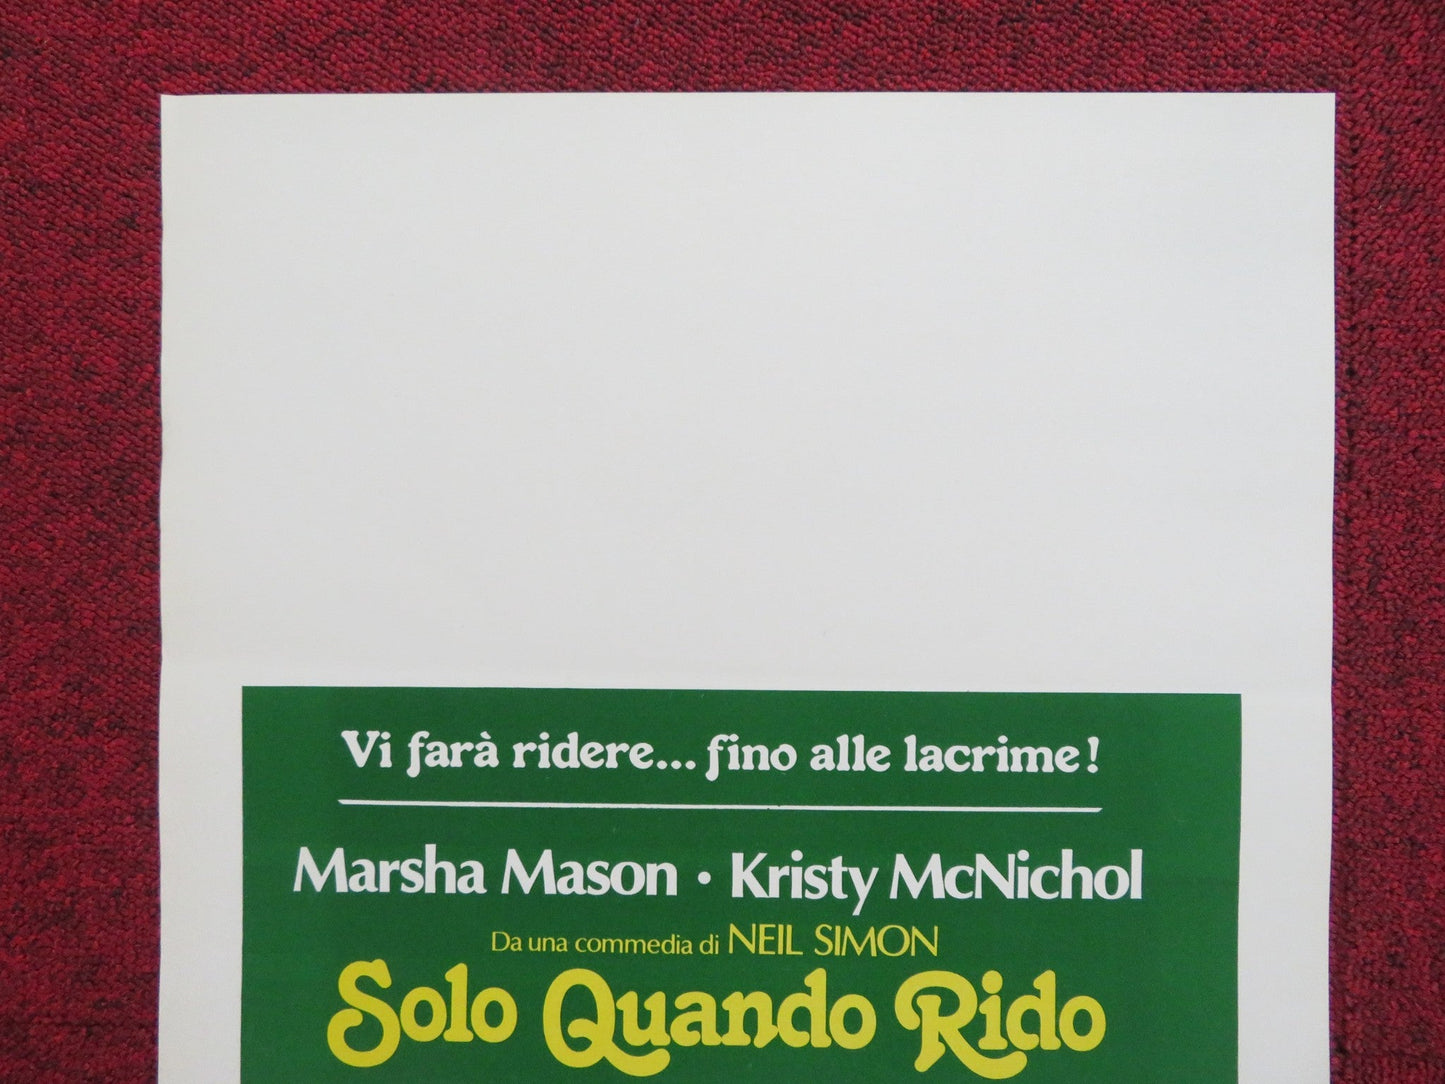 Vi farà ridere... fino alle lacrime!
Marsha Mason • Kristy McNichol
Da una commedia di NEIL SIMON
Solo Quando Rido